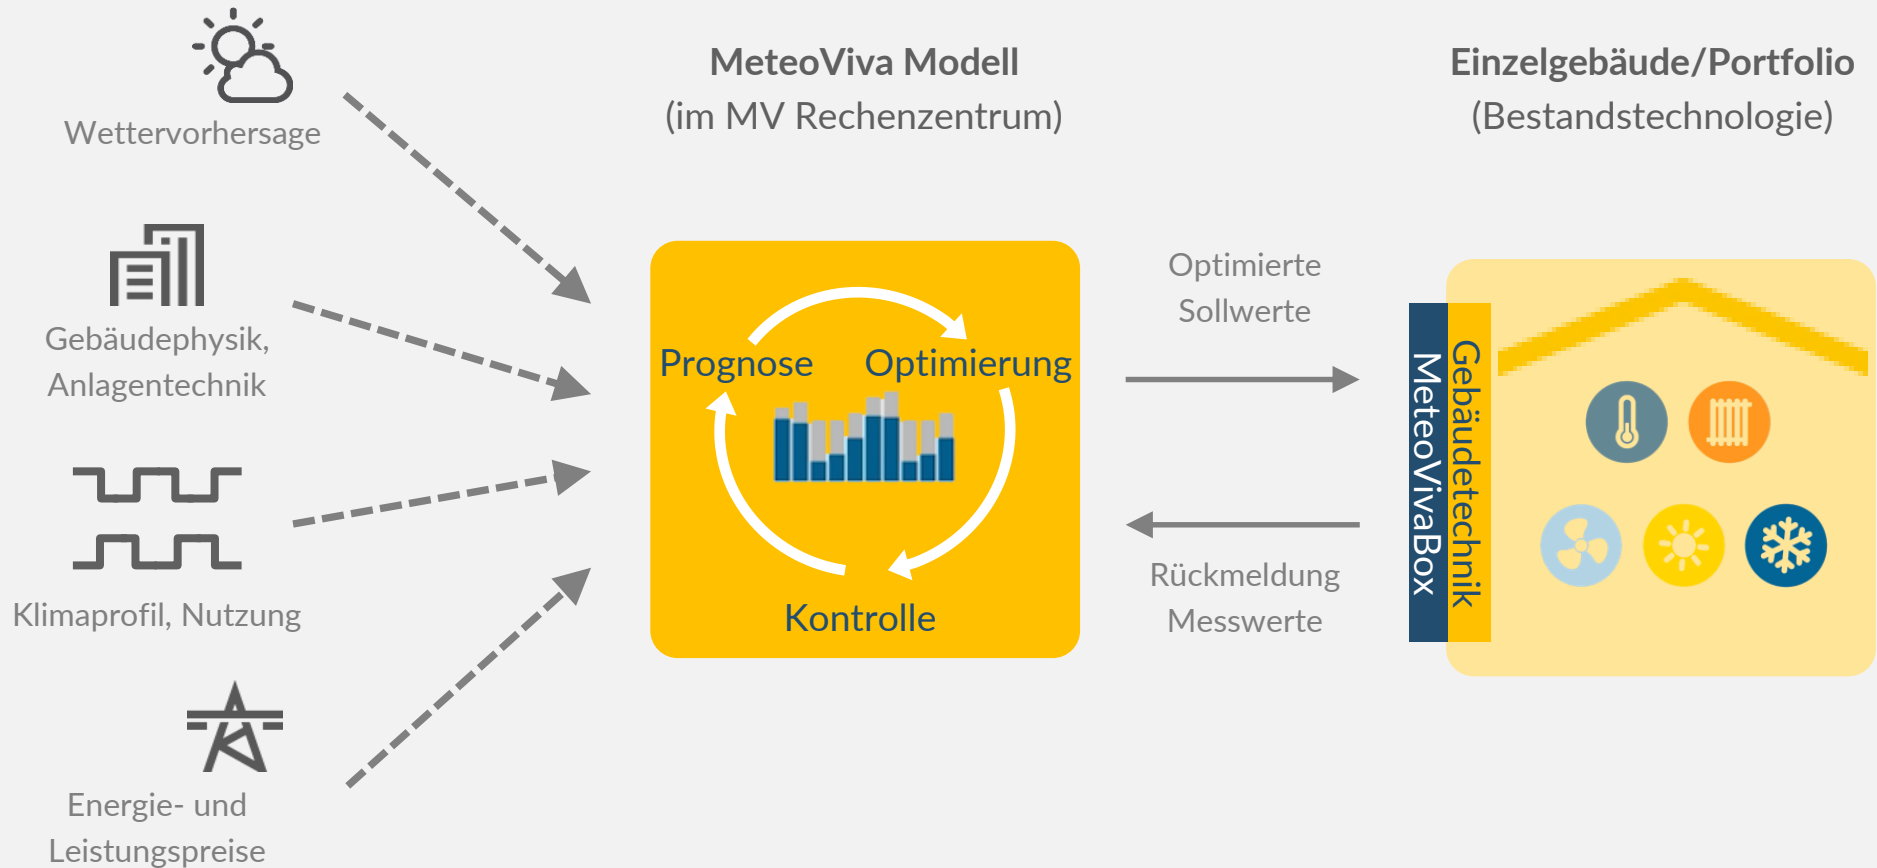 Wettervorhersage
Gebäudephysik,
Anlagentechnik
Klimaprofil, Nutzung
Energie- und
Leistungspreise
MeteoViva Modell
(im MV Rechenzentrum)
Prognose
Optimierung
Kontrolle
Optimierte
Sollwerte
Rückmeldung
Messwerte
Einzelgebäude/Portfolio
(Bestandstechnologie)
Gebäudetechnik
MeteoVivaBox